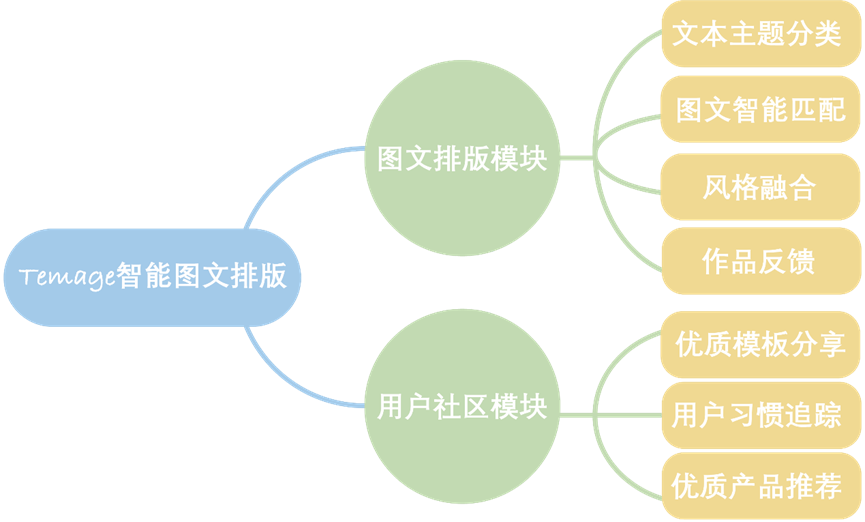 Temage智能图文排版
图文排版模块
文本主题分类
图文智能匹配
风格融合
作品反馈
用户社区模块
优质模板分享
用户习惯追踪
优质产品推荐